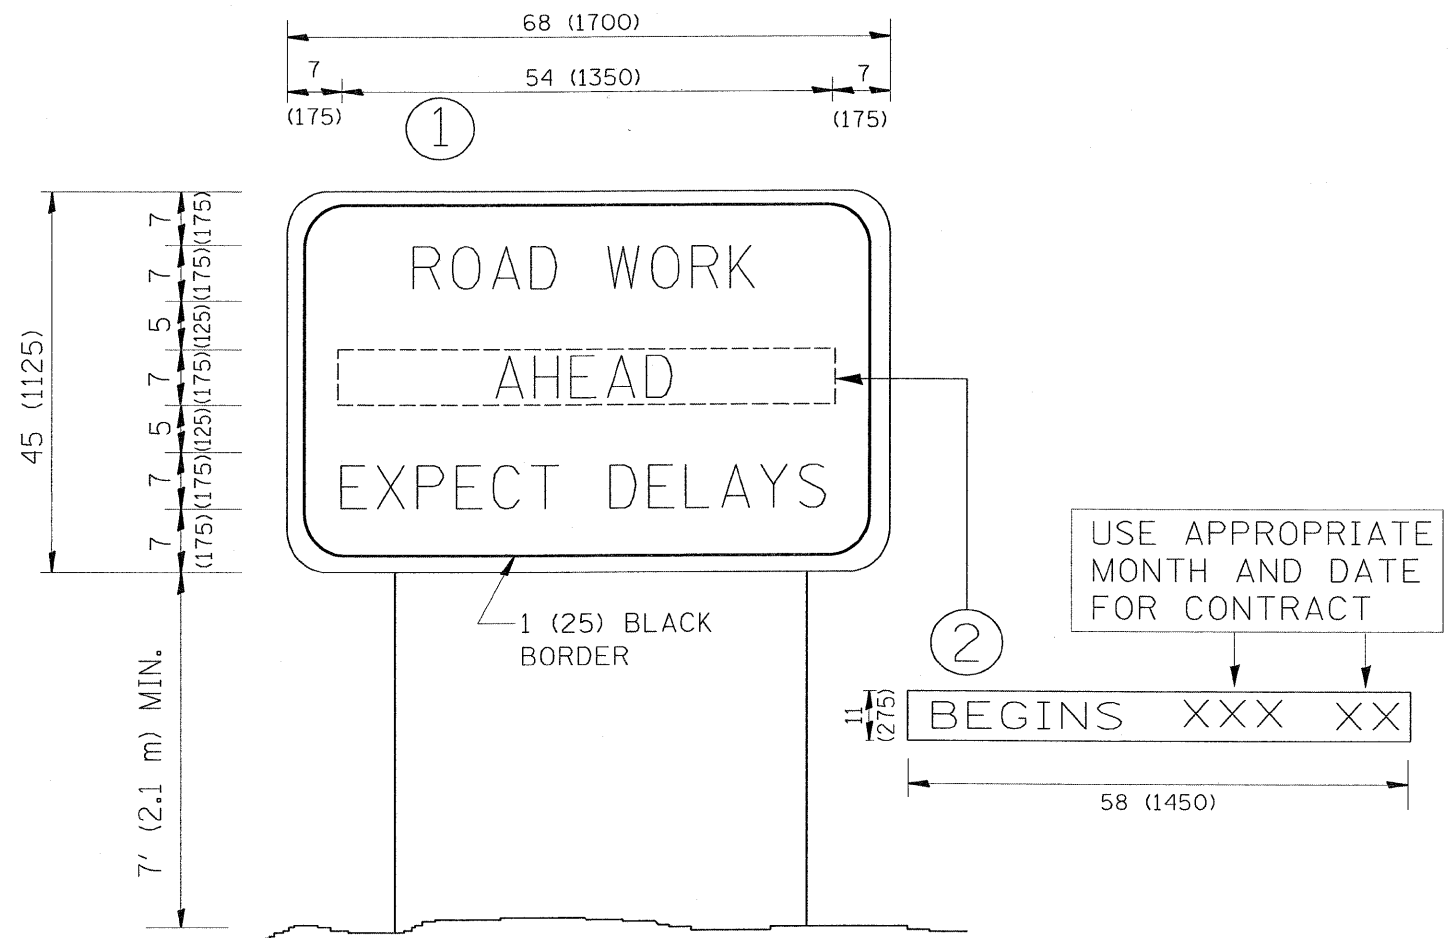 68 (1700)
7 54 (1350) 7
(175) (175)
1
45 (1125)
7 (175)
7 (175)
5 (125)
7 (175)
5 (125)
7 (175)
7 (175)
ROAD WORK
AHEAD
EXPECT DELAYS
1 (25) BLACK
BORDER
7' (2.1 m) MIN.
USE APPROPRIATE
MONTH AND DATE
FOR CONTRACT
2
11
(275)
BEGINS XXX XX
58 (1450)